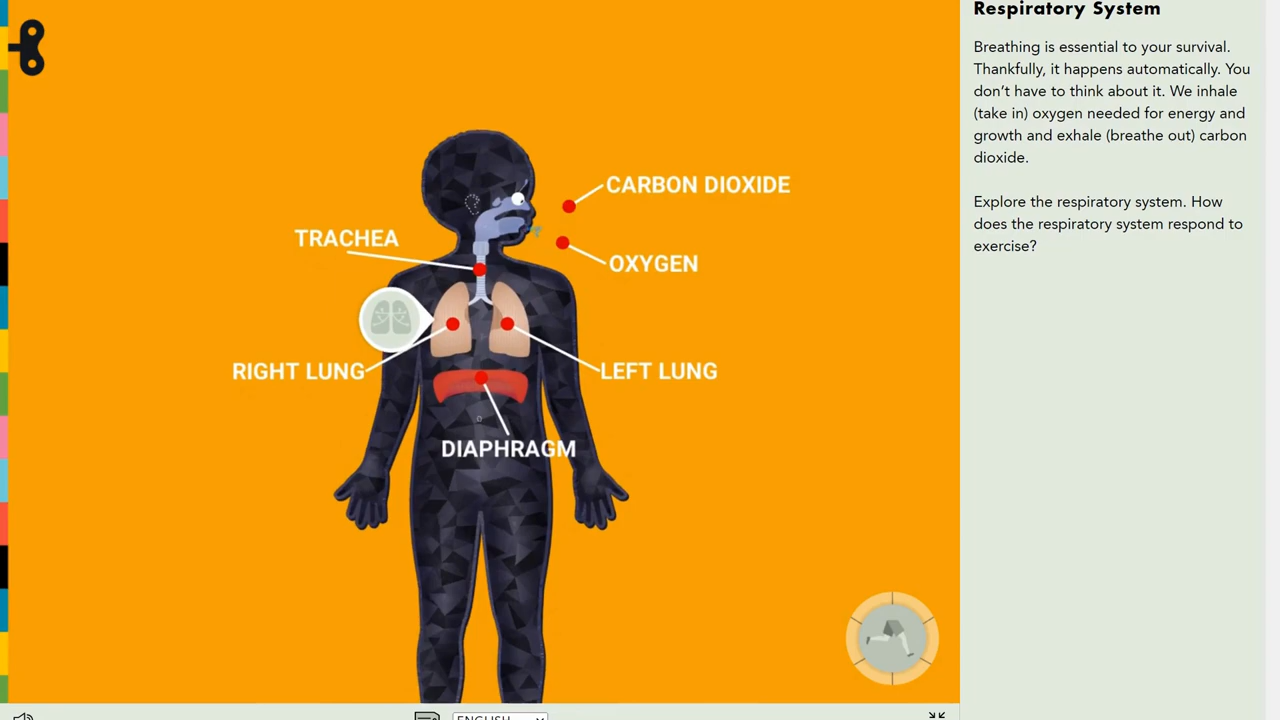 Respiratory System
Breathing is essential to your survival.
Thankfully, it happens automatically. You
don’t have to think about it. We inhale
(take in) oxygen needed for energy and
growth and exhale (breathe out) carbon
dioxide.
Explore the respiratory system. How
does the respiratory system respond to
exercise?
CARBON DIOXIDE
TRACHEA
OXYGEN
RIGHT LUNG
LEFT LUNG
DIAPHRAGM
ENGLISH